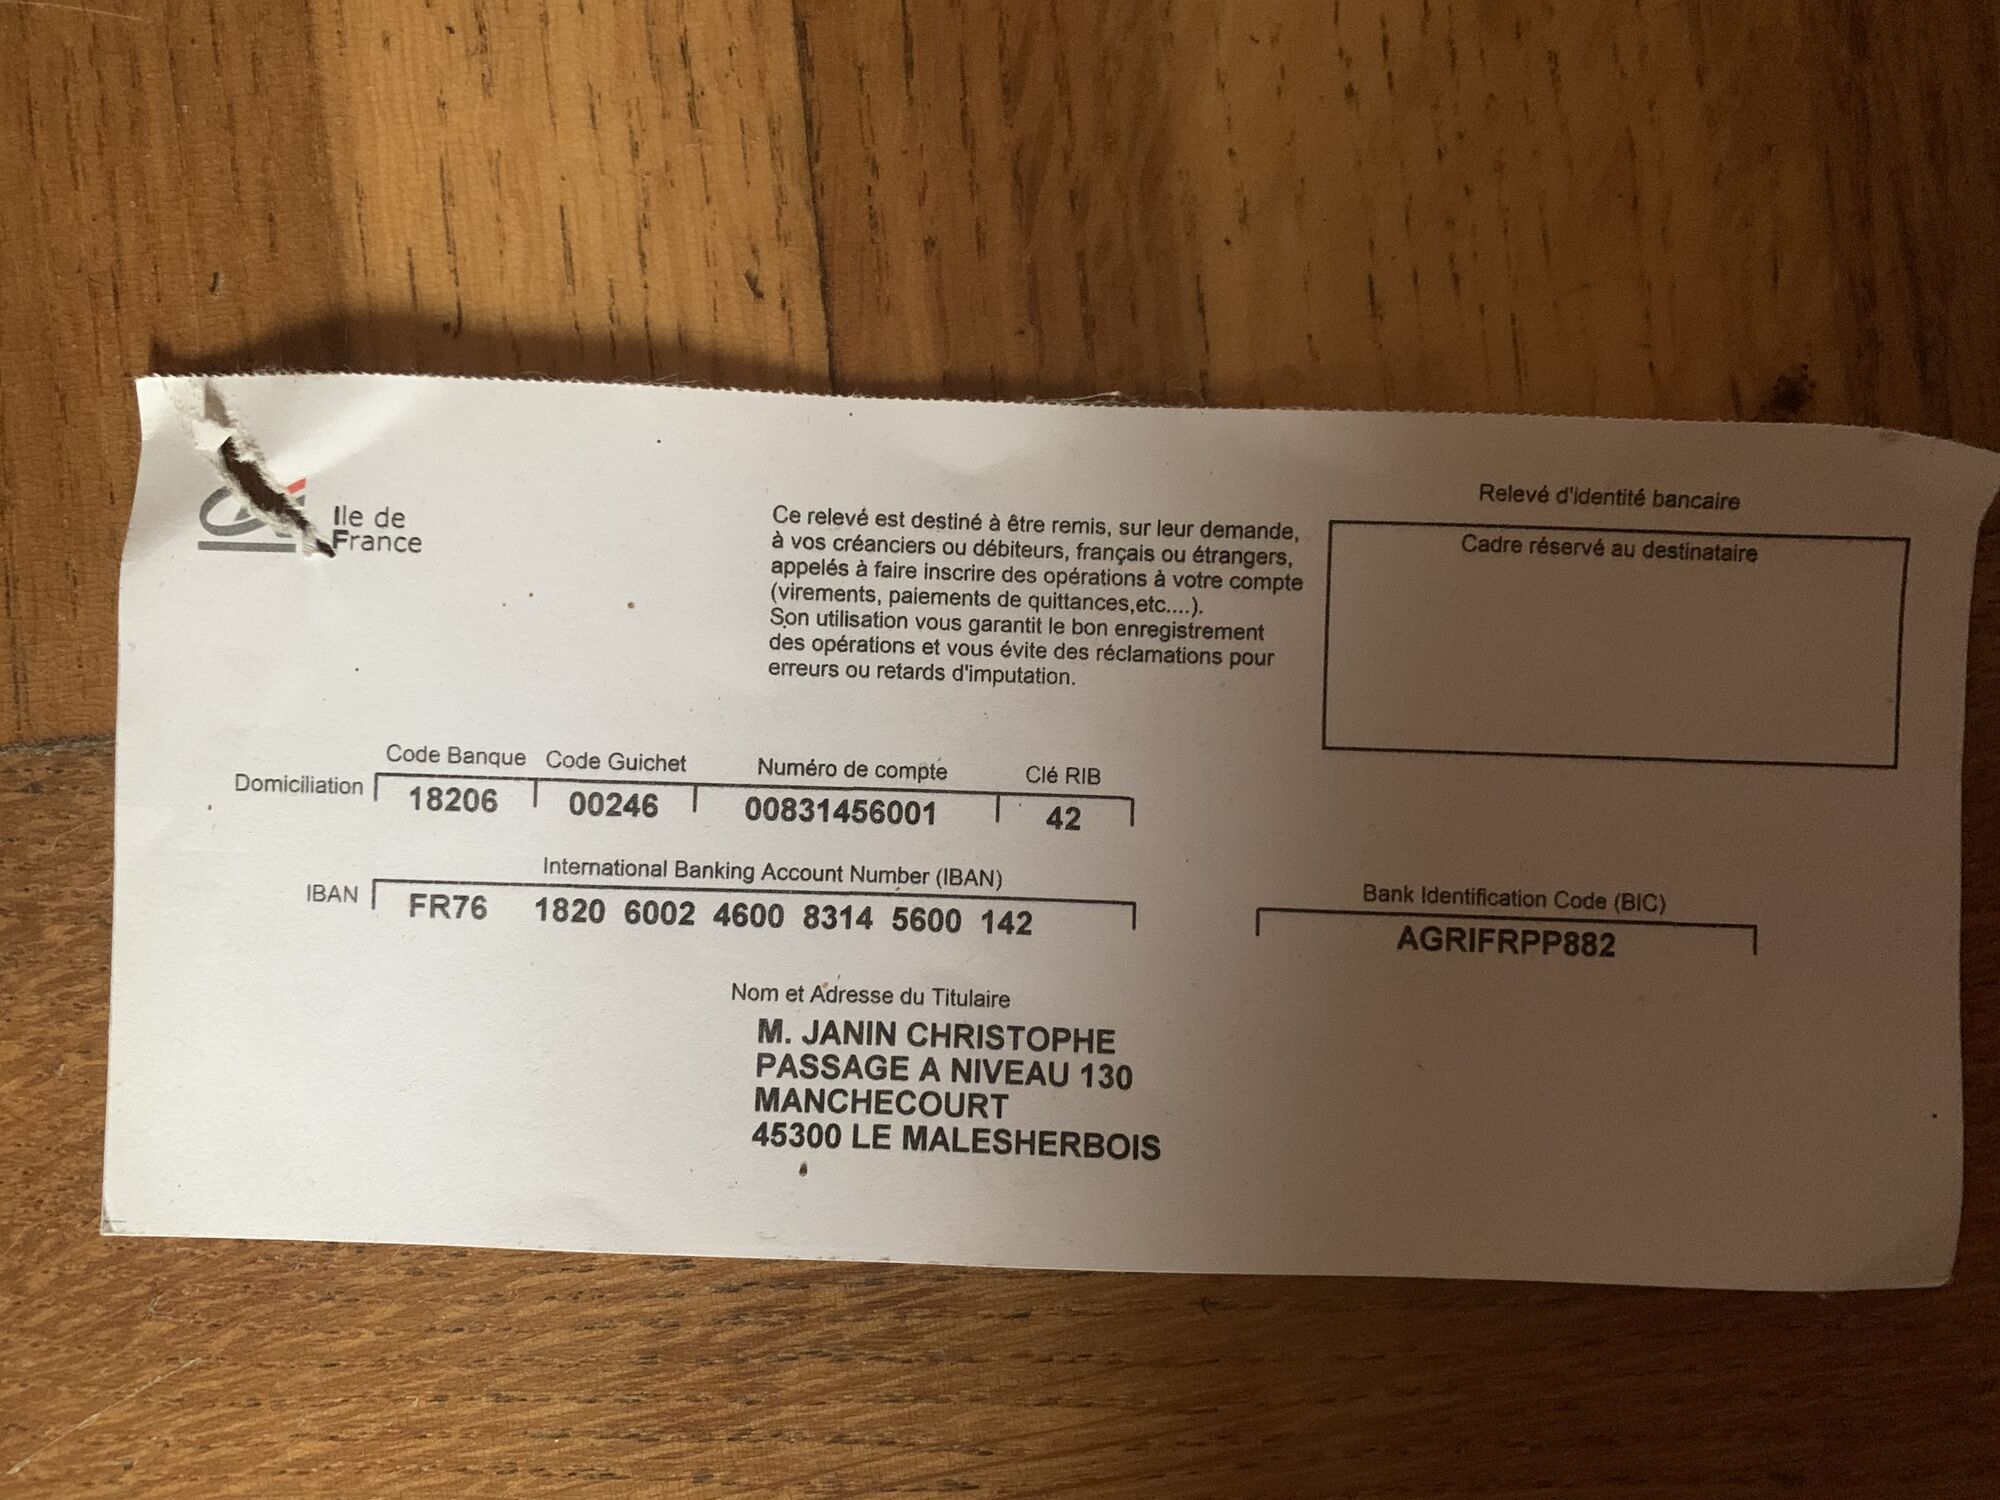 Ile de
France
Ce relevé est destiné à être remis, sur leur demande,
à vos créanciers ou débiteurs, français ou étrangers,
appelés à faire inscrire des opérations à votre compte
(virements, paiements de quittances,etc....).
Son utilisation vous garantit le bon enregistrement
des opérations et vous évite des réclamations pour
erreurs ou retards d'imputation.
Relevé d'identité bancaire
Cadre réservé au destinataire
Code Banque Code Guichet Numéro de compte Clé RIB
Domiciliation 18206 00246 00831456001 42
International Banking Account Number (IBAN)
IBAN FR76 1820 6002 4600 8314 5600 142
Bank Identification Code (BIC)
AGRIFRPP882
Nom et Adresse du Titulaire
M. JANIN CHRISTOPHE
PASSAGE A NIVEAU 130
MANCHECOURT
45300 LE MALESHERBOIS